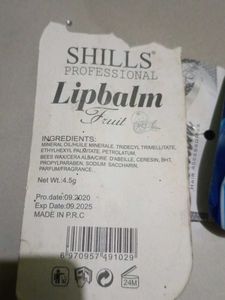 SHILLS®
PROFESSIONAL
Lipbalm
Fruit
INGREDIENTS:
MINERAL OIL/HUILE MINERALE, TRIDECYL TRIMELLITATE,
ETHYLHEXYL PALMITATE, PETROLATUM,
BEES WAX/CERA ALBA/CIRE D'ABEILLE, CERESIN, BHT,
PROPYLPARABEN, SODIUM SACCHARIN,
PARFUM/FRAGRANCE.
Net Wt.:4.5g
Pro.date:09.2020
Exp Date:09.2025
MADE IN P.R.C
6 970957 491029
24M